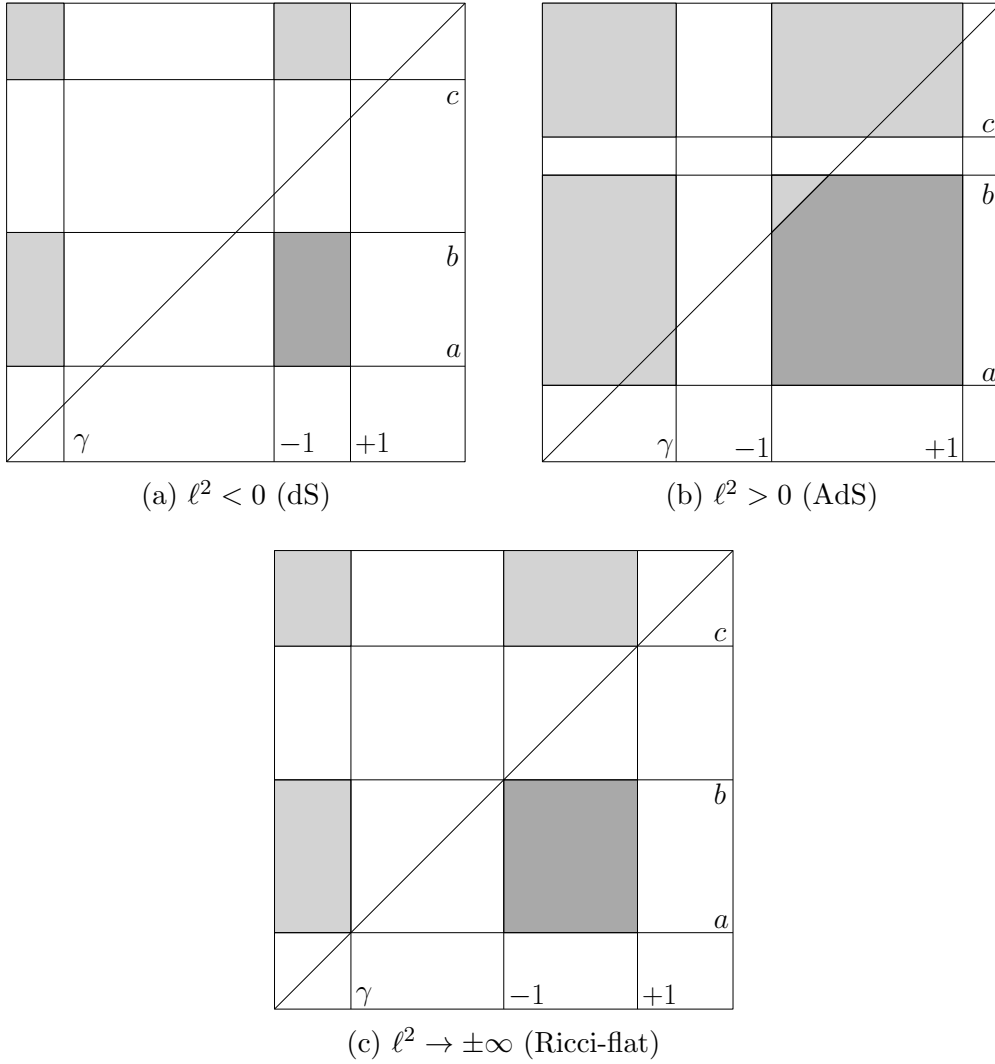 c
b
a
γ
−1
+1
(a) ℓ² < 0 (dS)
c
b
a
γ
−1
+1
(b) ℓ² > 0 (AdS)
c
b
a
γ
−1
+1
(c) ℓ² → ±∞ (Ricci-flat)